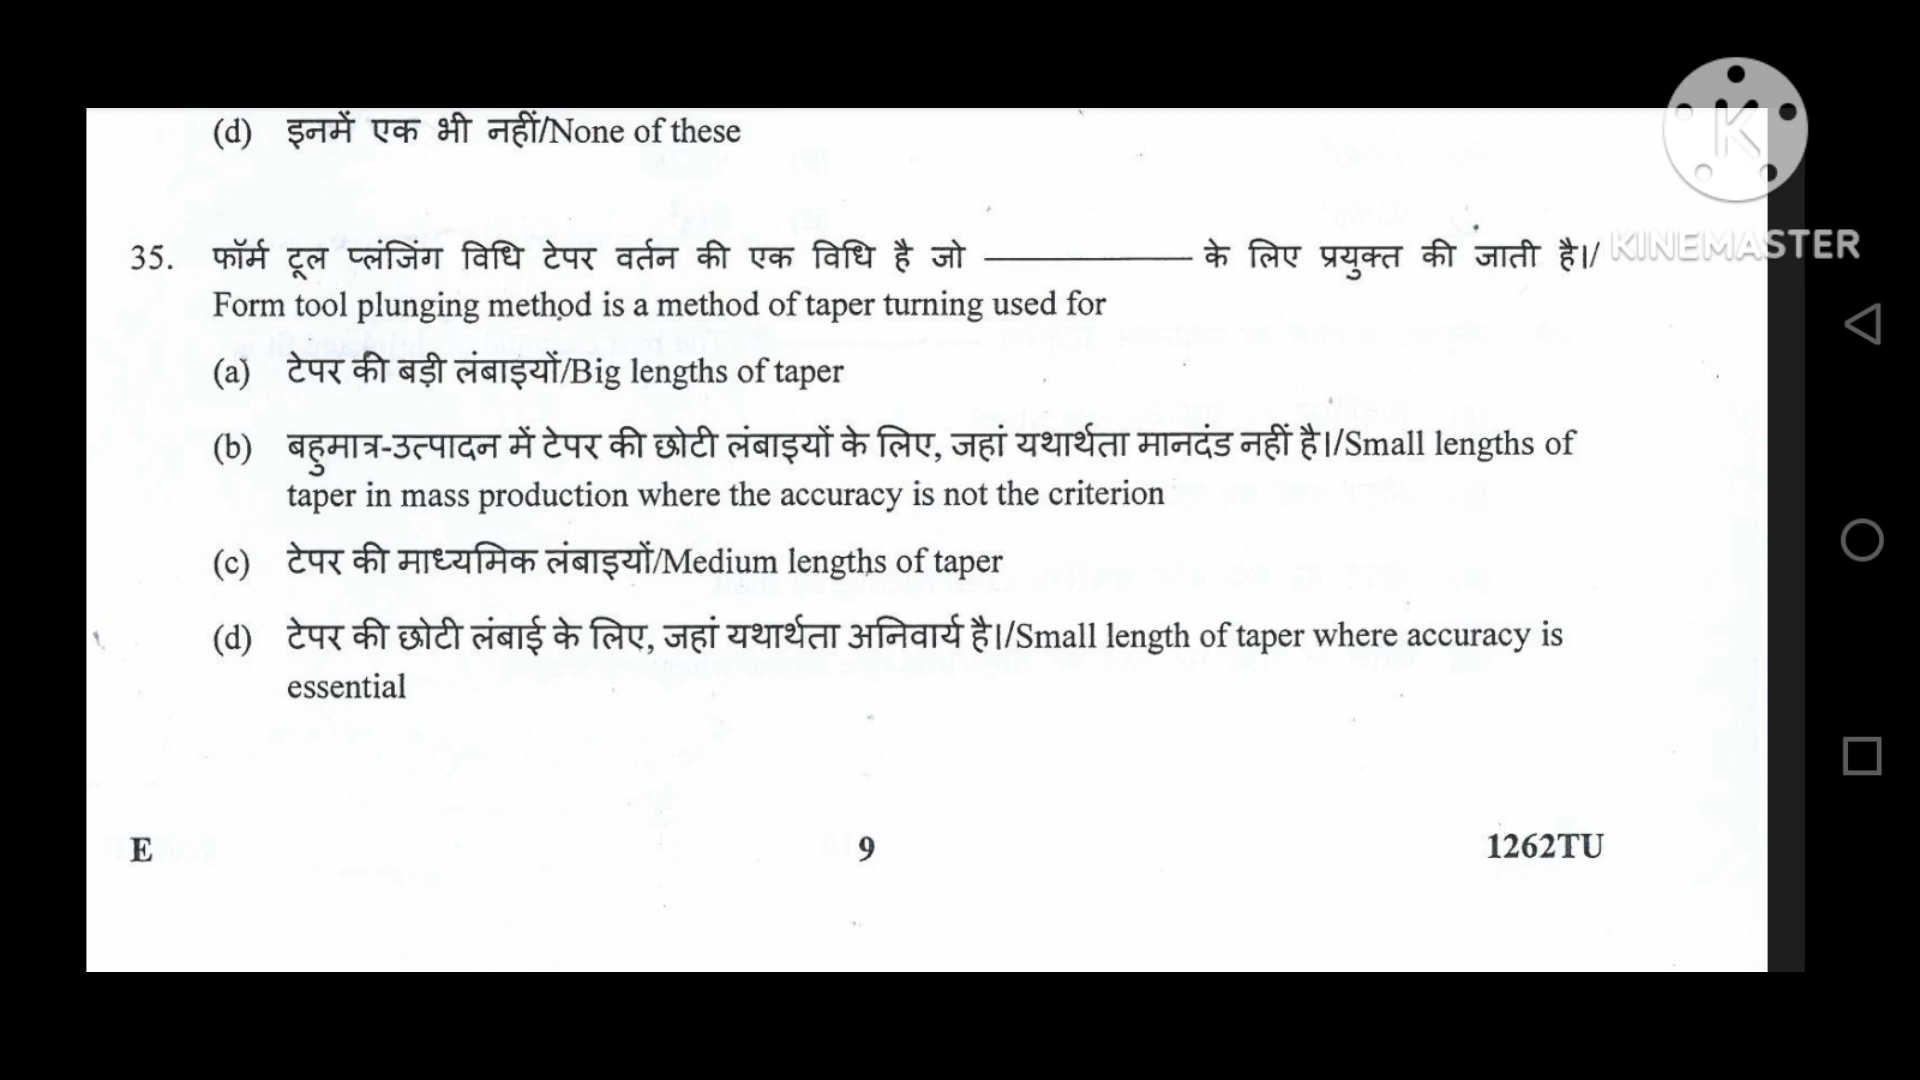 (d) इनमें एक भी नहीं/None of these
K
KINEMASTER
35. फॉर्म टूल प्लंजिंग विधि टेपर वर्तन की एक विधि है जो ____________ के लिए प्रयुक्त की जाती है।/
Form tool plunging method is a method of taper turning used for
(a) टेपर की बड़ी लंबाइयों/Big lengths of taper
(b) बहुमात्र-उत्पादन में टेपर की छोटी लंबाइयों के लिए, जहां यथार्थता मानदंड नहीं है।/Small lengths of
taper in mass production where the accuracy is not the criterion
(c) टेपर की माध्यमिक लंबाइयों/Medium lengths of taper
(d) टेपर की छोटी लंबाई के लिए, जहां यथार्थता अनिवार्य है।/Small length of taper where accuracy is
essential
E 9 1262TU